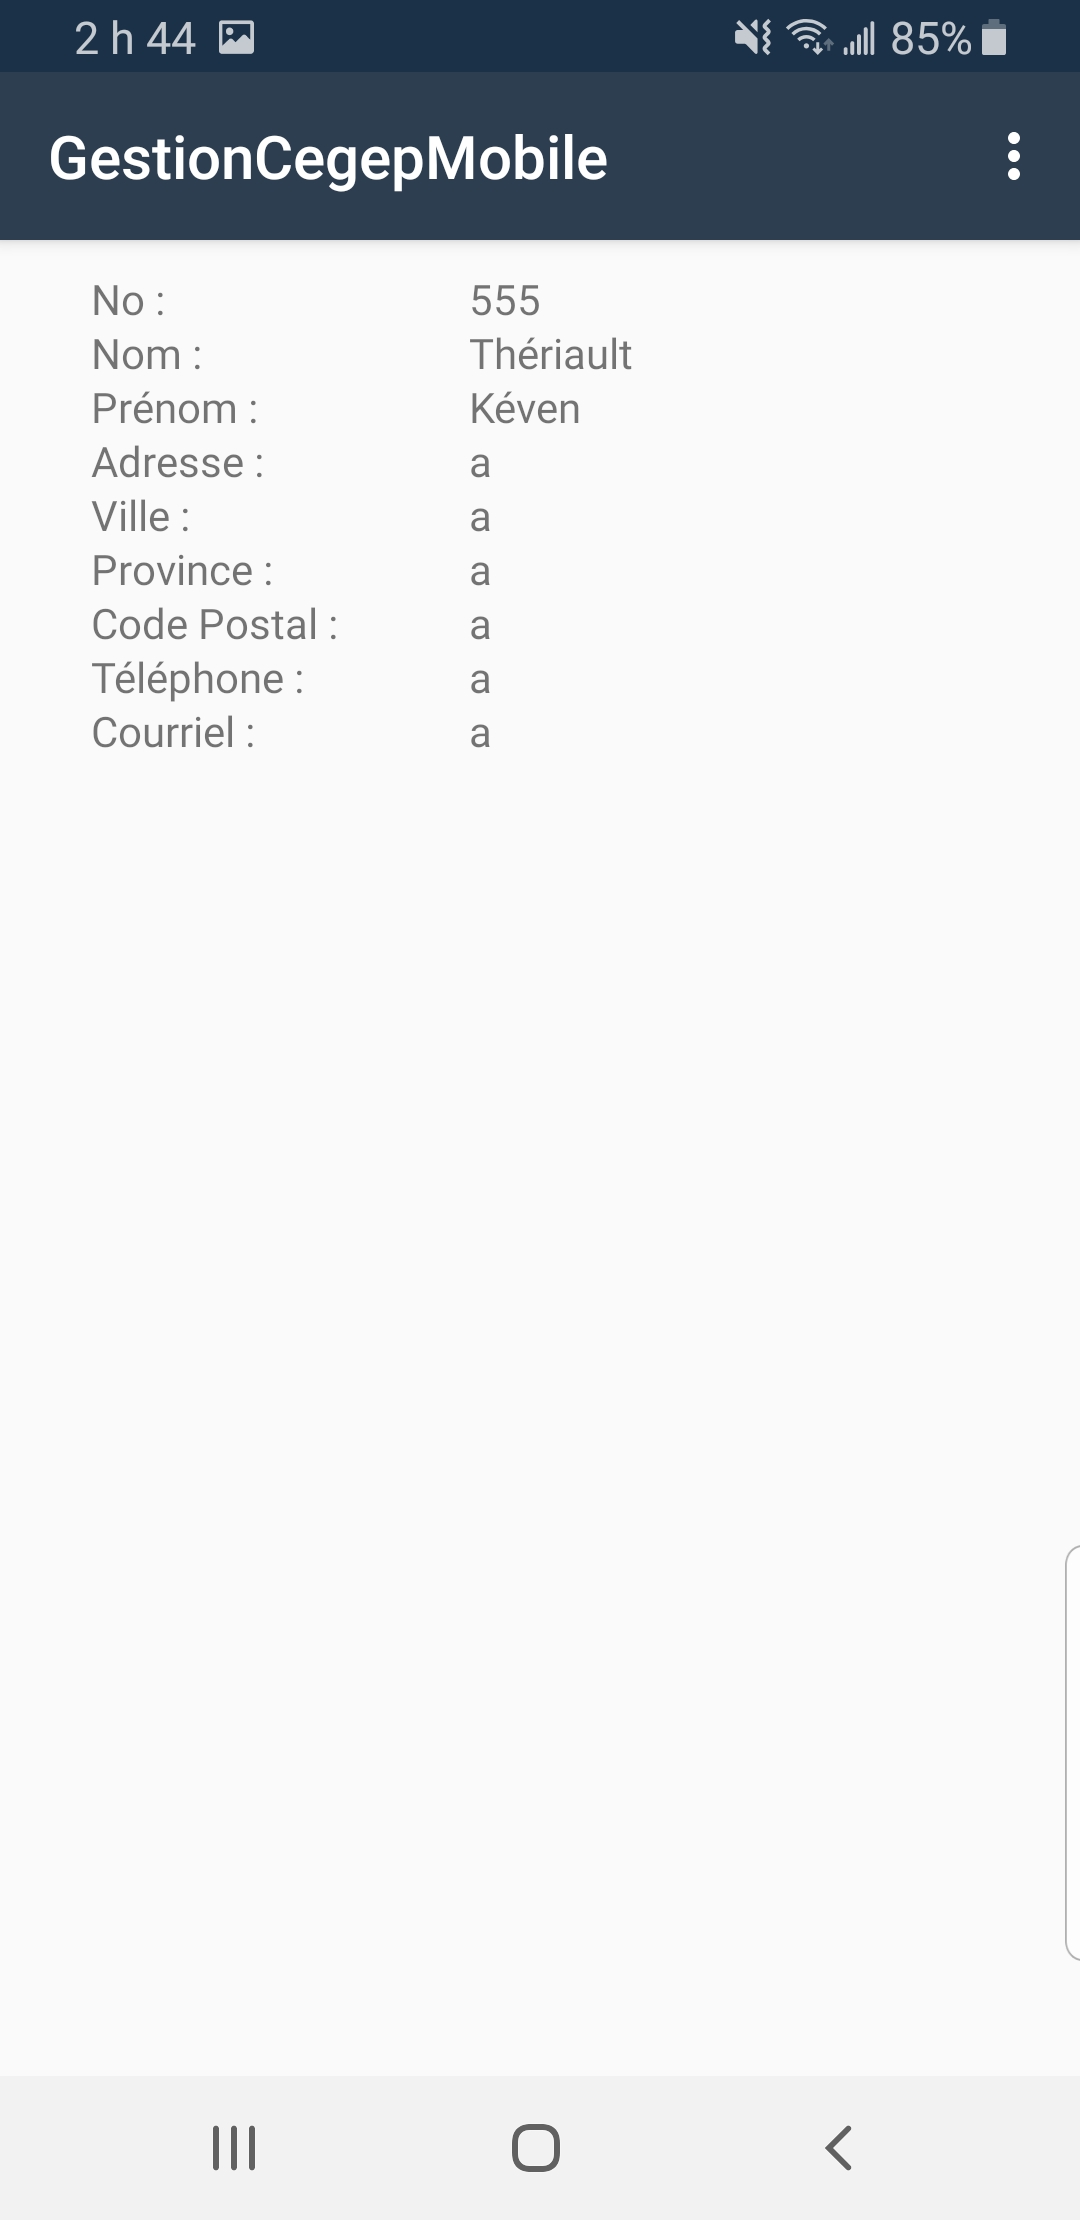 2 h 44 85%
GestionCegepMobile
No : 555
Nom : Thériault
Prénom : Kéven
Adresse : a
Ville : a
Province : a
Code Postal : a
Téléphone : a
Courriel : a